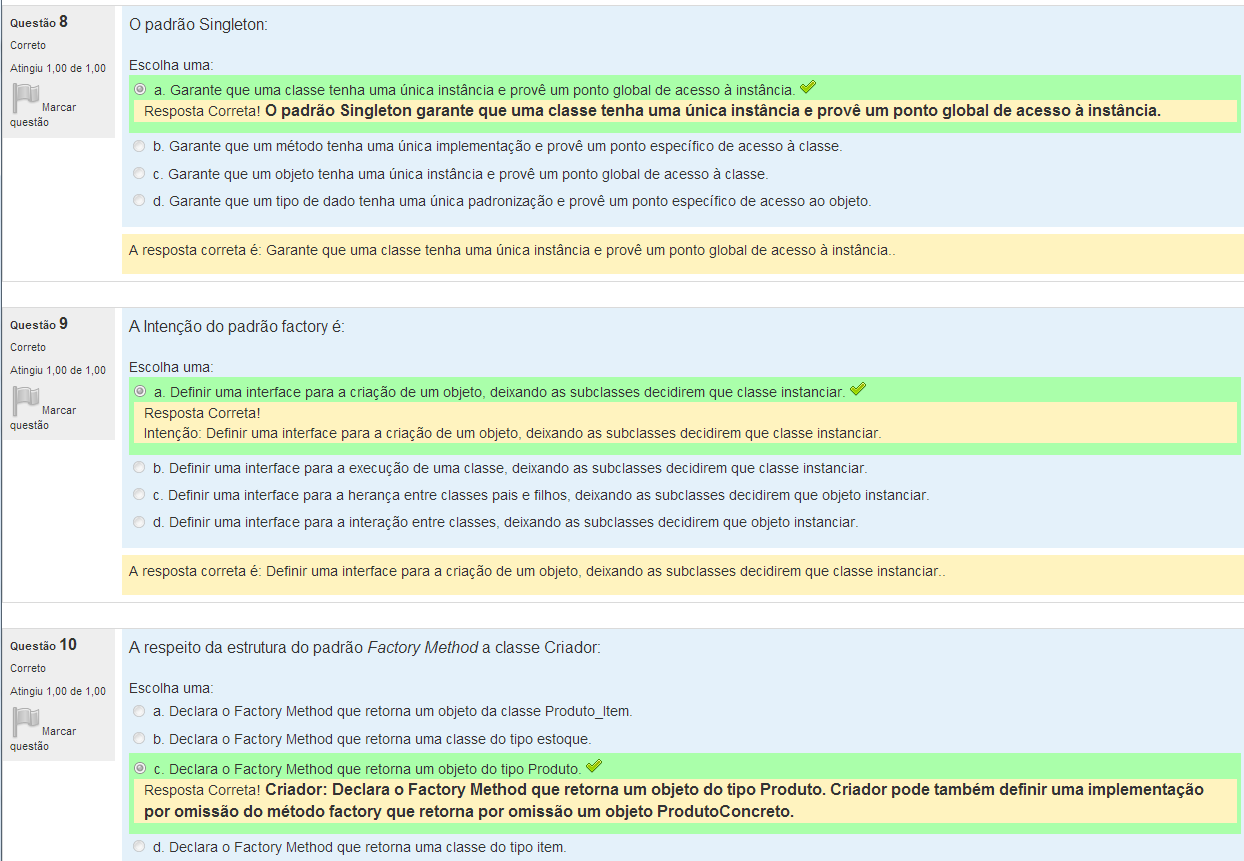 Questão 8
Correto
Atingiu 1,00 de 1,00
Marcar
questão
O padrão Singleton:
Escolha uma:
a. Garante que uma classe tenha uma única instância e provê um ponto global de acesso à instância.
Resposta Correta! O padrão Singleton garante que uma classe tenha uma única instância e provê um ponto global de acesso à instância.
b. Garante que um método tenha uma única implementação e provê um ponto específico de acesso à classe.
c. Garante que um objeto tenha uma única instância e provê um ponto global de acesso à classe.
d. Garante que um tipo de dado tenha uma única padronização e provê um ponto específico de acesso ao objeto.
A resposta correta é: Garante que uma classe tenha uma única instância e provê um ponto global de acesso à instância..
Questão 9
Correto
Atingiu 1,00 de 1,00
Marcar
questão
A Intenção do padrão factory é:
Escolha uma:
a. Definir uma interface para a criação de um objeto, deixando as subclasses decidirem que classe instanciar.
Resposta Correta!
Intenção: Definir uma interface para a criação de um objeto, deixando as subclasses decidirem que classe instanciar.
b. Definir uma interface para a execução de uma classe, deixando as subclasses decidirem que classe instanciar.
c. Definir uma interface para a herança entre classes pais e filhos, deixando as subclasses decidirem que objeto instanciar.
d. Definir uma interface para a interação entre classes, deixando as subclasses decidirem que objeto instanciar.
A resposta correta é: Definir uma interface para a criação de um objeto, deixando as subclasses decidirem que classe instanciar..
Questão 10
Correto
Atingiu 1,00 de 1,00
Marcar
questão
A respeito da estrutura do padrão Factory Method a classe Criador:
Escolha uma:
a. Declara o Factory Method que retorna um objeto da classe Produto_Item.
b. Declara o Factory Method que retorna uma classe do tipo estoque.
c. Declara o Factory Method que retorna um objeto do tipo Produto.
Resposta Correta! Criador: Declara o Factory Method que retorna um objeto do tipo Produto. Criador pode também definir uma implementação
por omissão do método factory que retorna por omissão um objeto ProdutoConcreto.
d. Declara o Factory Method que retorna uma classe do tipo item.